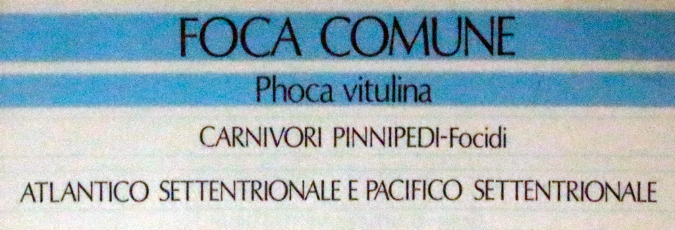 FOCA COMUNE
Phoca vitulina
CARNIVORI PINNIPEDI-Focidi
ATLANTICO SETTENTRIONALE E PACIFICO SETTENTRIONALE